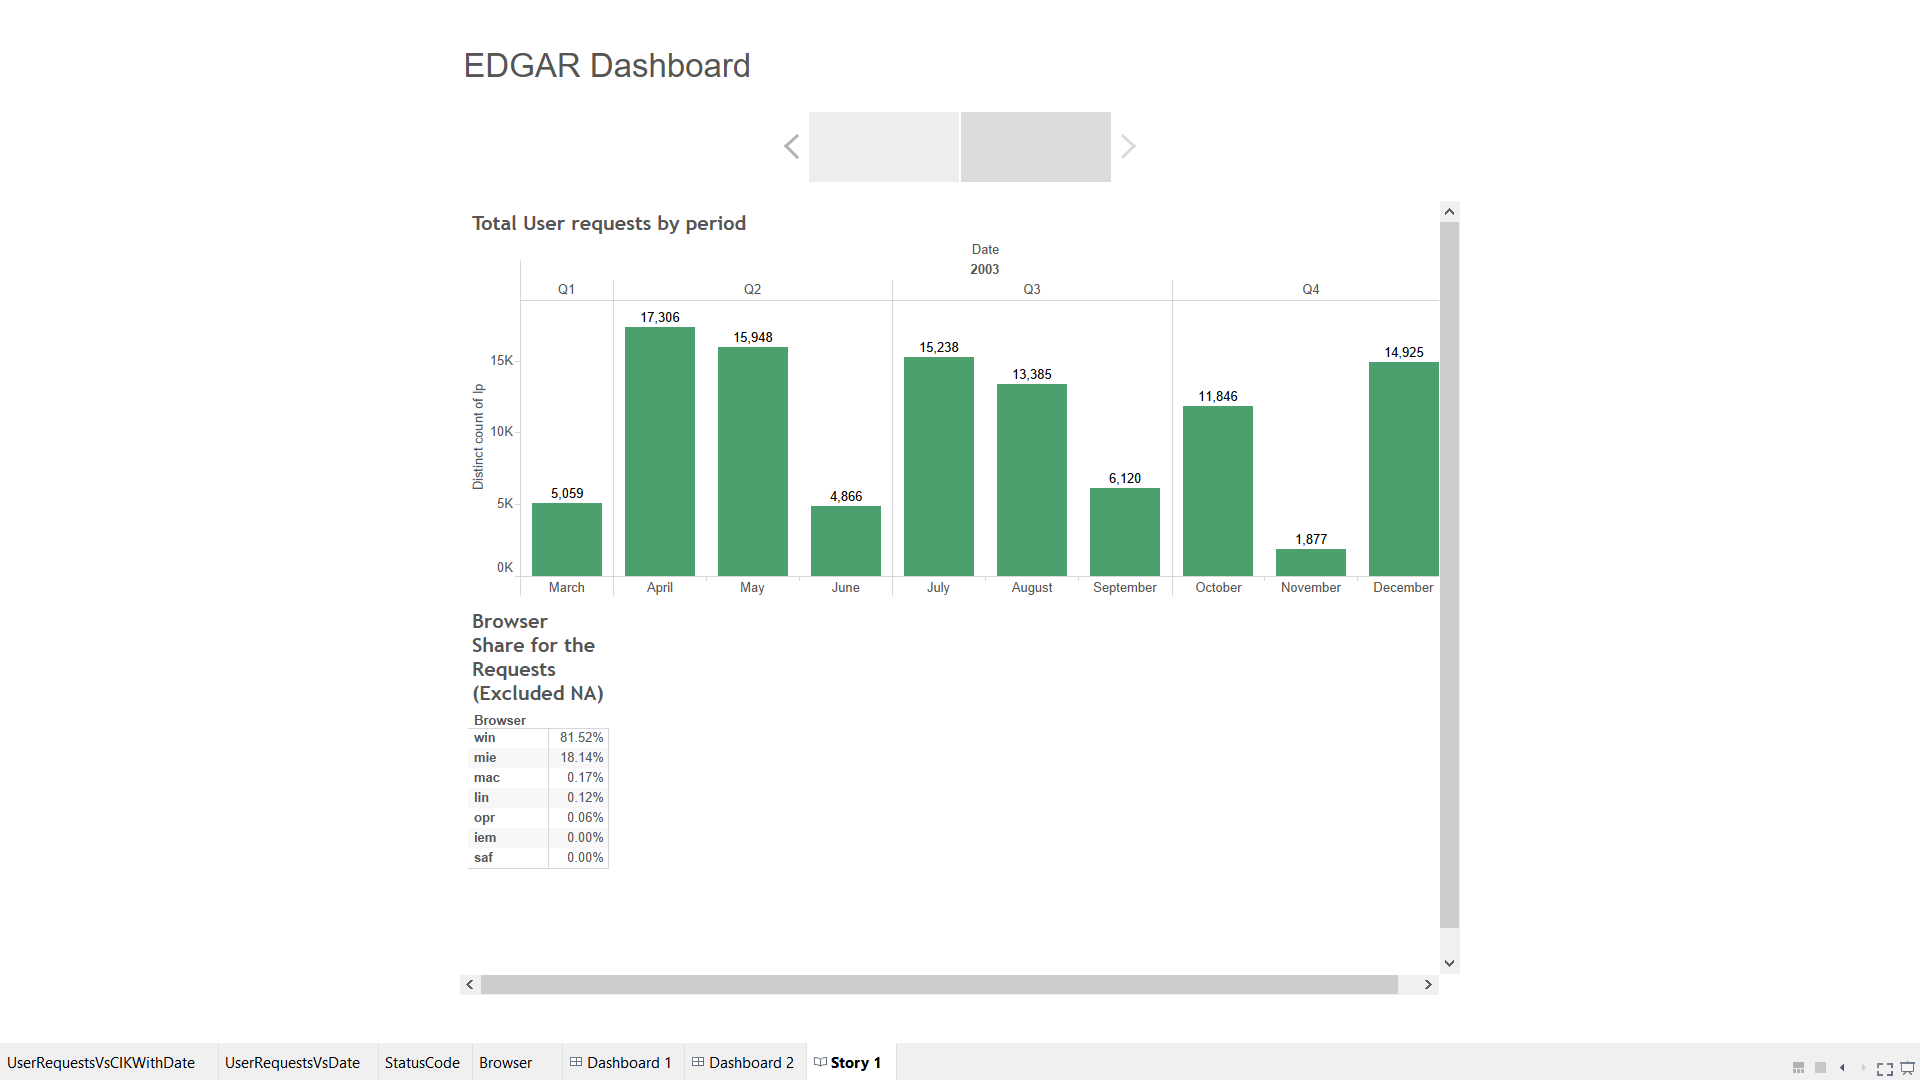 EDGAR Dashboard
Total User requests by period
Date
2003
Q1 Q2 Q3 Q4
17,306
15,948
15,238
14,925
13,385
11,846
6,120
5,059
4,866
1,877
15K
10K
5K
0K
Distinct count of Ip
March April May June July August September October November December
Browser
Share for the
Requests
(Excluded NA)
Browser
win 81.52%
mie 18.14%
mac 0.17%
lin 0.12%
opr 0.06%
iem 0.00%
saf 0.00%
UserRequestsVsCIKWithDate UserRequestsVsDate StatusCode Browser Dashboard 1 Dashboard 2 Story 1